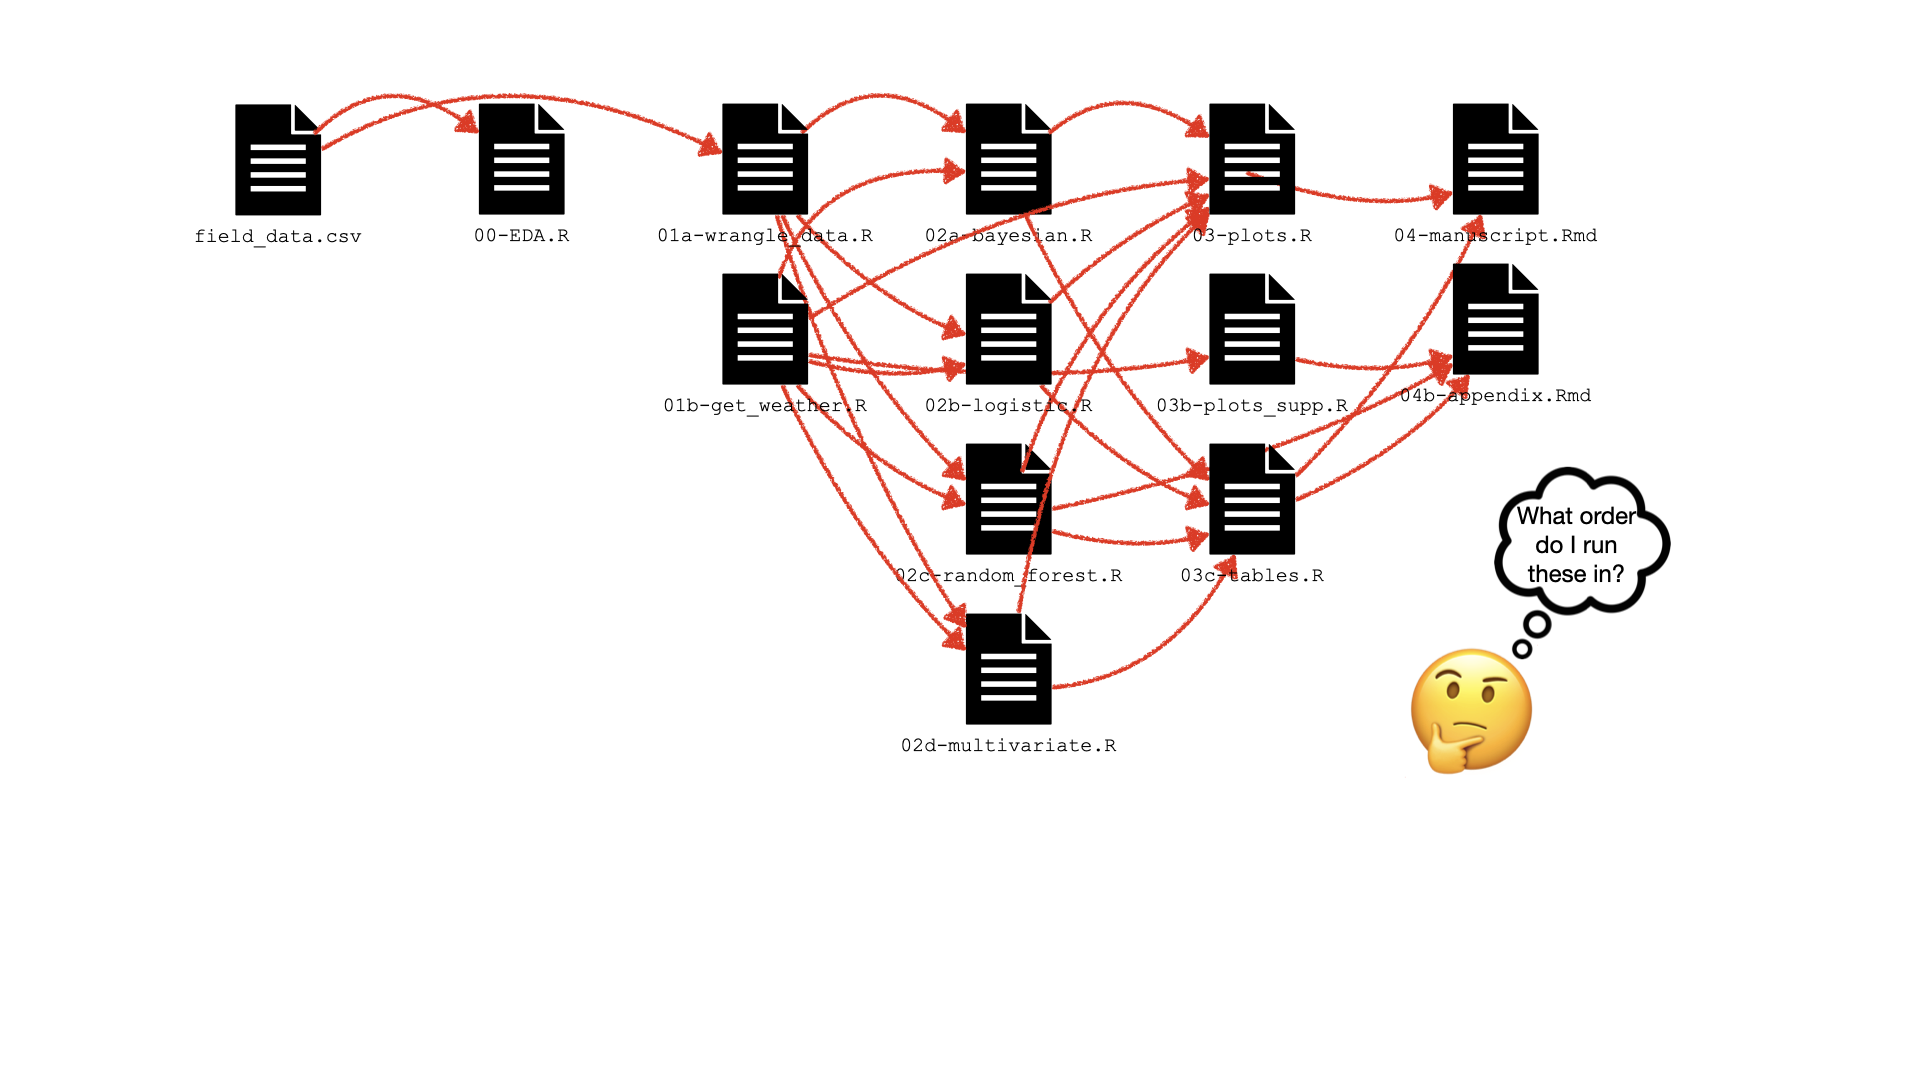 field_data.csv
00-EDA.R
01a-wrangle_data.R
02a-bayesian.R
03-plots.R
04-manuscript.Rmd
01b-get_weather.R
02b-logistic.R
03b-plots_supp.R
04b-appendix.Rmd
02c-random_forest.R
03c-tables.R
02d-multivariate.R
What order
do I run
these in?